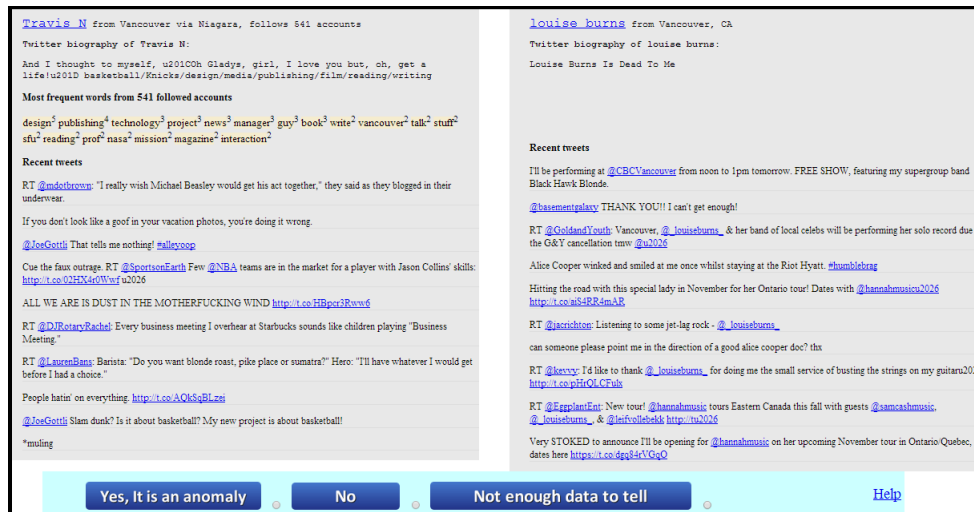 Travis N from Vancouver via Niagara, follows 541 accounts
Twitter biography of Travis N:
And I thought to myself, u201COh Gladys, girl, I love you but, oh, get a
life!u201D basketball/Knicks/design/media/publishing/film/reading/writing
Most frequent words from 541 followed accounts
design5 publishing4 technology3 project3 news3 manager3 guy3 book3 write2 vancouver2 talk2 stuff2
sfu2 reading2 prof2 nasa2 mission2 magazine2 interaction2
Recent tweets
RT @mdotbrown: "I really wish Michael Beasley would get his act together," they said as they blogged in their
underwear.
If you don't look like a goof in your vacation photos, you're doing it wrong.
@JoeGottli That tells me nothing! #alleyoop
Cue the faux outrage. RT @SportsonEarth Few @NBA teams are in the market for a player with Jason Collins' skills:
http://t.co/02HX4r0Wwf u2026
ALL WE ARE IS DUST IN THE MOTHERFUCKING WIND http://t.co/HBpcr3Rww6
RT @DJRotaryRachel: Every business meeting I overhear at Starbucks sounds like children playing "Business
Meeting."
RT @LaurenBans: Barista: "Do you want blonde roast, pike place or sumatra?" Hero: "I'll have whatever I would get
before I had a choice."
People hatin' on everything. http://t.co/AQkSqBLzei
@JoeGottli Slam dunk? Is it about basketball? My new project is about basketball!
*muling
louise burns from Vancouver, CA
Twitter biography of louise burns:
Louise Burns Is Dead To Me
Recent tweets
I'll be performing at @CBCVancouver from noon to 1pm tomorrow. FREE SHOW, featuring my supergroup band
Black Hawk Blonde.
@basementgalaxy THANK YOU!! I can't get enough!
RT @GoldandYouth: Vancouver, @_louiseburns_ & her band of local celebs will be performing her solo record due
the G&Y cancellation tmw @u2026
Alice Cooper winked and smiled at me once whilst staying at the Riot Hyatt. #humblebrag
Hitting the road with this special lady in November for her Ontario tour! Dates with @hannahmusicu2026
http://t.co/aiS4RR4mAR
RT @jacrichton: Listening to some jet-lag rock - @_louiseburns_
can someone please point me in the direction of a good alice cooper doc? thx
RT @kevvy: I'd like to thank @_louiseburns_ for doing me the small service of busting the strings on my guitaru202
http://t.co/pHrQLCFulx
RT @EggplantEnt: New tour! @hannahmusic tours Eastern Canada this fall with guests @samcashmusic,
@_louiseburns_, & @leifvollebekk http://tu2026
Very STOKED to announce I'll be opening for @hannahmusic on her upcoming November tour in Ontario/Quebec,
dates here https://t.co/dgq84rVGqO
Yes, It is an anomaly No Not enough data to tell Help